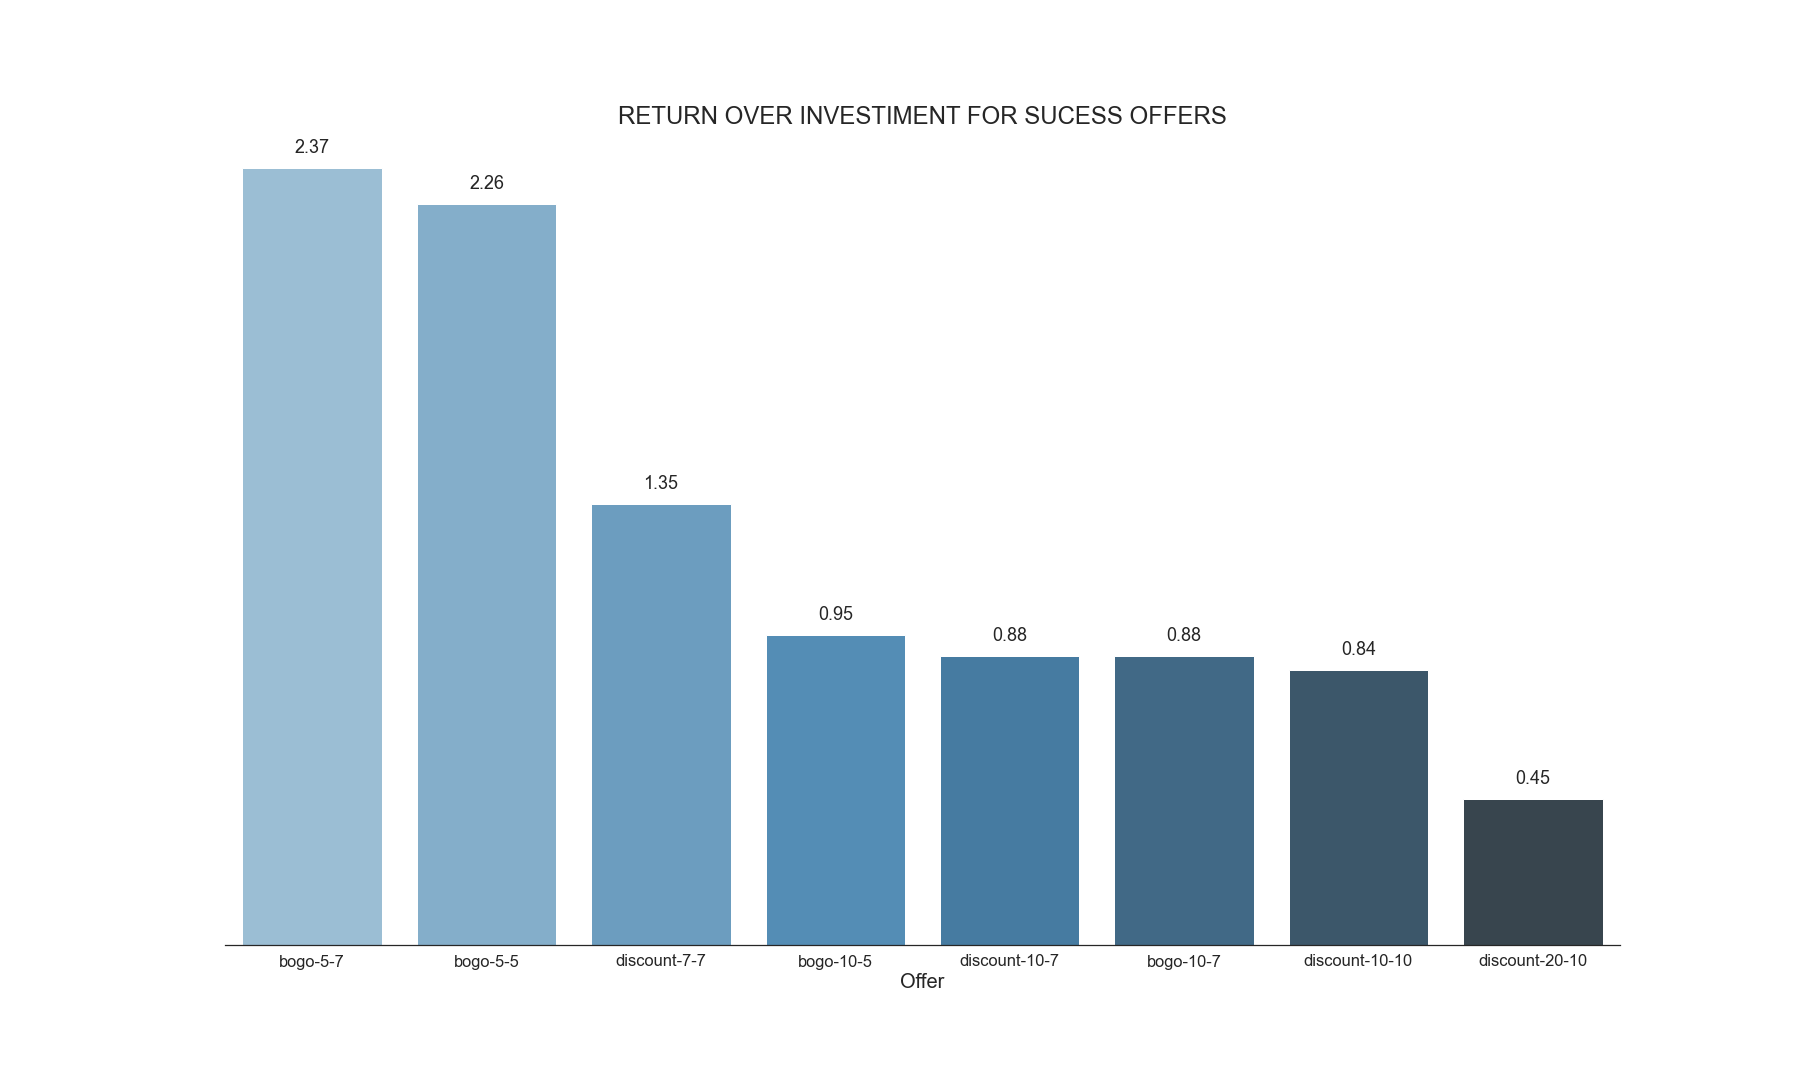 RETURN OVER INVESTIMENT FOR SUCESS OFFERS
2.37
2.26
1.35
0.95
0.88
0.88
0.84
0.45
bogo-5-7
bogo-5-5
discount-7-7
bogo-10-5
discount-10-7
bogo-10-7
discount-10-10
discount-20-10
Offer